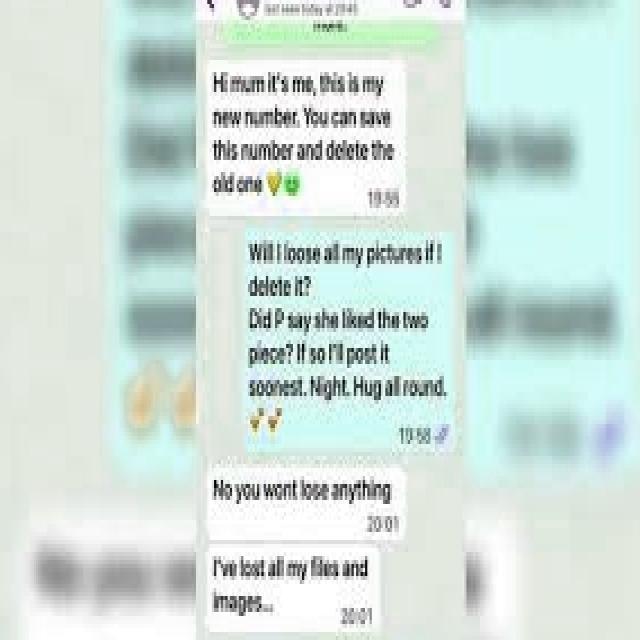 last seen today at 20:45
Hi mum it's me, this is my
new number. You can save
this number and delete the
old one
19:55
Will I loose all my pictures if I
delete it?
Did P say she liked the two
piece? If so I'll post it
soonest. Night. Hug all round.
19:58
No you wont lose anything
20:01
I've lost all my files and
images...
20:01